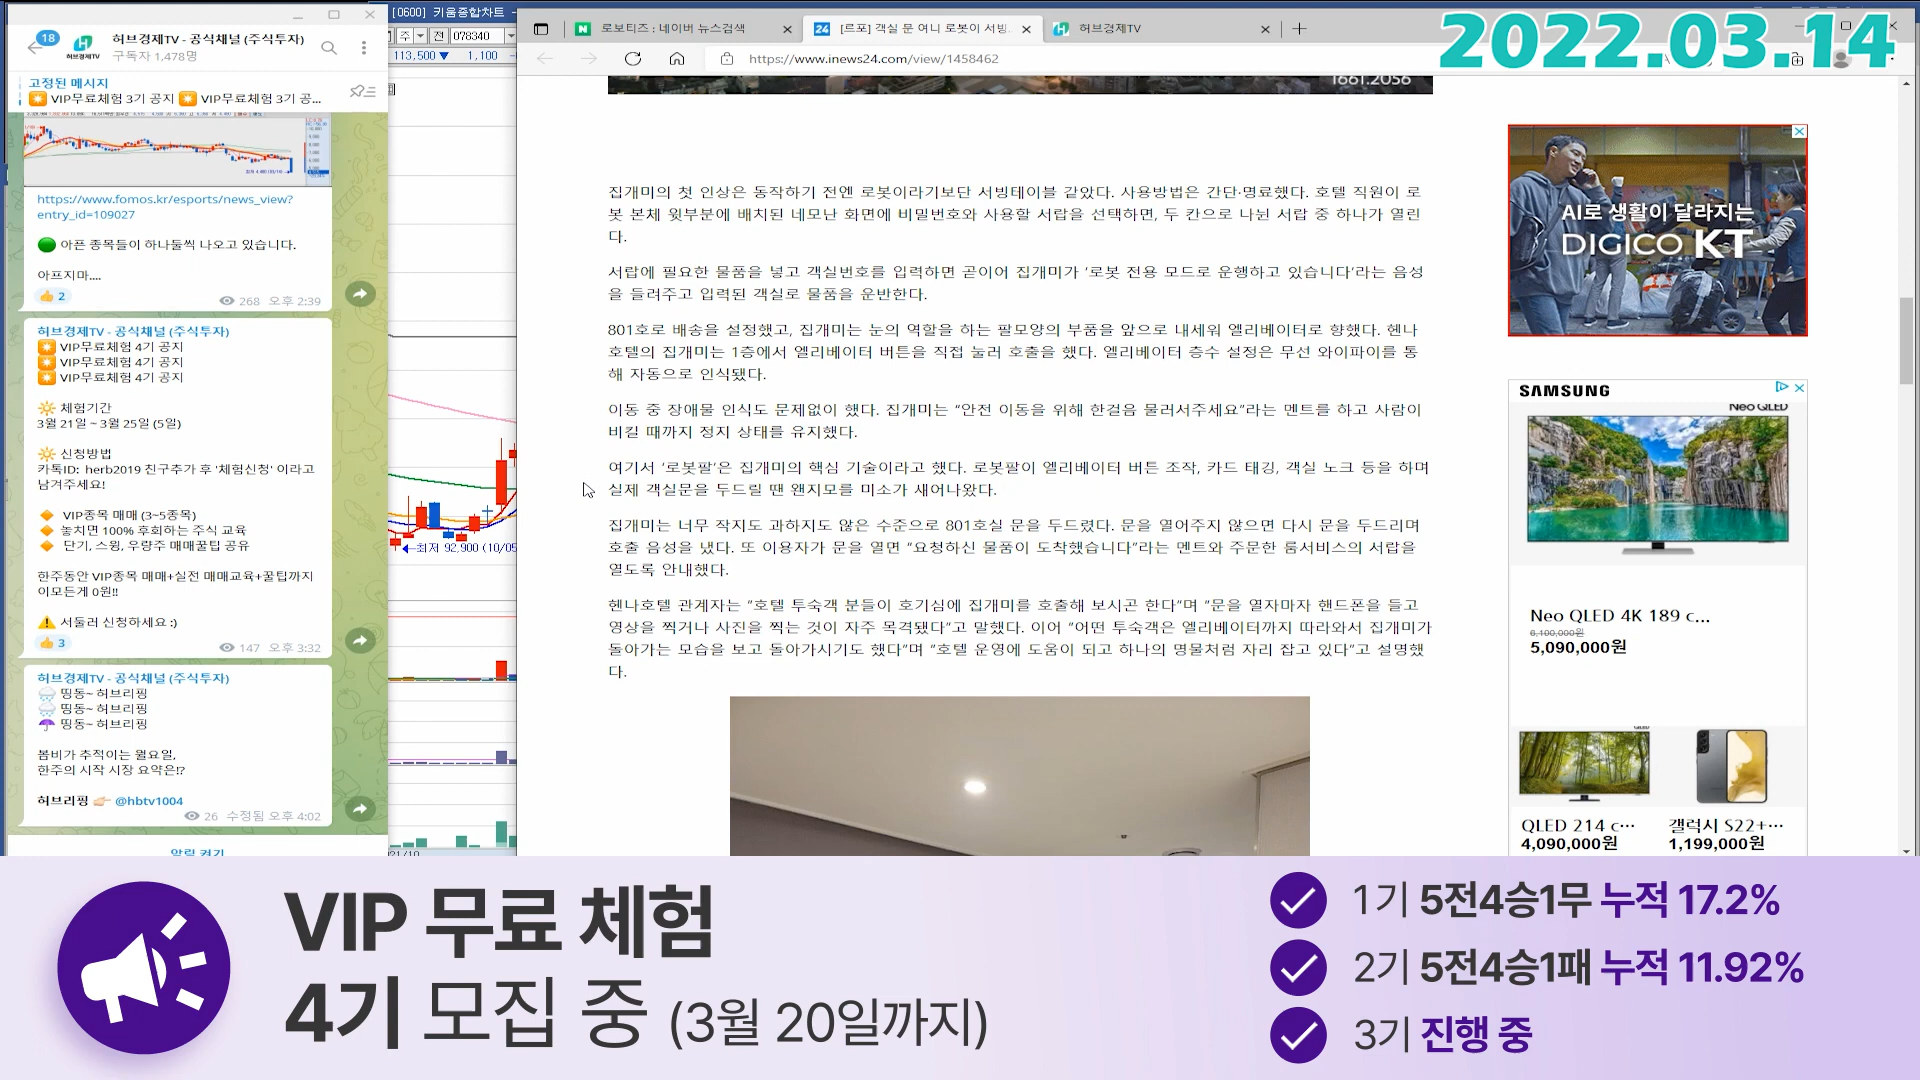 [0600] 키움종합차트
18
허브경제TV - 공식채널 (주식투자)
구독자 1,478명
고정된 메시지
VIP무료체험 3기 공지 VIP무료체험 3기 공...
https://www.fomos.kr/esports/news_view?
entry_id=109027
아픈 종목들이 하나둘씩 나오고 있습니다.
아프지마....
2
268 오후 2:39
허브경제TV - 공식채널 (주식투자)
VIP무료체험 4기 공지
VIP무료체험 4기 공지
VIP무료체험 4기 공지
체험기간
3월 21일 ~ 3월 25일 (5일)
신청방법
카톡ID: herb2019 친구추가 후 '체험신청' 이라고
남겨주세요!
VIP종목 매매 (3~5종목)
놓치면 100% 후회하는 주식 교육
단기, 스윙, 우량주 매매꿀팁 공유
한주동안 VIP종목 매매+실전 매매교육+꿀팁까지
이모든게 0원!!
서둘러 신청하세요 :)
3
147 오후 3:32
허브경제TV - 공식채널 (주식투자)
띵동~ 허브리핑
띵동~ 허브리핑
띵동~ 허브리핑
봄비가 추적이는 월요일,
한주의 시작 시장 요약은!?
허브리핑 @hbtv1004
26 수정됨 오후 4:02
알림 켜기
주 전 078340
113,500▼ 1,100
최저 92,900 (10/05
로보티즈 : 네이버 뉴스검색
24 [르포] 객실 문 여니 로봇이 서빙
허브경제TV
2022.03.14
https://www.inews24.com/view/1458462
1661.2056
집개미의 첫 인상은 동작하기 전엔 로봇이라기보단 서빙테이블 같았다. 사용방법은 간단·명료했다. 호텔 직원이 로
봇 본체 윗부분에 배치된 네모난 화면에 비밀번호와 사용할 서랍을 선택하면, 두 칸으로 나뉜 서랍 중 하나가 열린
다.
서랍에 필요한 물품을 넣고 객실번호를 입력하면 곧이어 집개미가 '로봇 전용 모드로 운행하고 있습니다'라는 음성
을 들려주고 입력된 객실로 물품을 운반한다.
801호로 배송을 설정했고, 집개미는 눈의 역할을 하는 팔모양의 부품을 앞으로 내세워 엘리베이터로 향했다. 헨나
호텔의 집개미는 1층에서 엘리베이터 버튼을 직접 눌러 호출을 했다. 엘리베이터 층수 설정은 무선 와이파이를 통
해 자동으로 인식됐다.
이동 중 장애물 인식도 문제없이 했다. 집개미는 "안전 이동을 위해 한걸음 물러서주세요"라는 멘트를 하고 사람이
비킬 때까지 정지 상태를 유지했다.
여기서 '로봇팔'은 집개미의 핵심 기술이라고 했다. 로봇팔이 엘리베이터 버튼 조작, 카드 태깅, 객실 노크 등을 하며
실제 객실문을 두드릴 땐 왠지모를 미소가 새어나왔다.
집개미는 너무 작지도 과하지도 않은 수준으로 801호실 문을 두드렸다. 문을 열어주지 않으면 다시 문을 두드리며
호출 음성을 냈다. 또 이용자가 문을 열면 "요청하신 물품이 도착했습니다"라는 멘트와 주문한 룸서비스의 서랍을
열도록 안내했다.
헨나호텔 관계자는 "호텔 투숙객 분들이 호기심에 집개미를 호출해 보시곤 한다"며 "문을 열자마자 핸드폰을 들고
영상을 찍거나 사진을 찍는 것이 자주 목격됐다"고 말했다. 이어 "어떤 투숙객은 엘리베이터까지 따라와서 집개미가
돌아가는 모습을 보고 돌아가시기도 했다"며 "호텔 운영에 도움이 되고 하나의 명물처럼 자리 잡고 있다"고 설명했
다.
AI로 생활이 달라지는
DIGICO KT
SAMSUNG
Neo QLED
Neo QLED 4K 189 c...
6,100,000원
5,090,000원
QLED 214 c···
4,090,000원
갤럭시 S22+···
1,199,000원
VIP 무료 체험
4기 모집 중 (3월 20일까지)
1기 5전4승1무 누적 17.2%
2기 5전4승1패 누적 11.92%
3기 진행 중